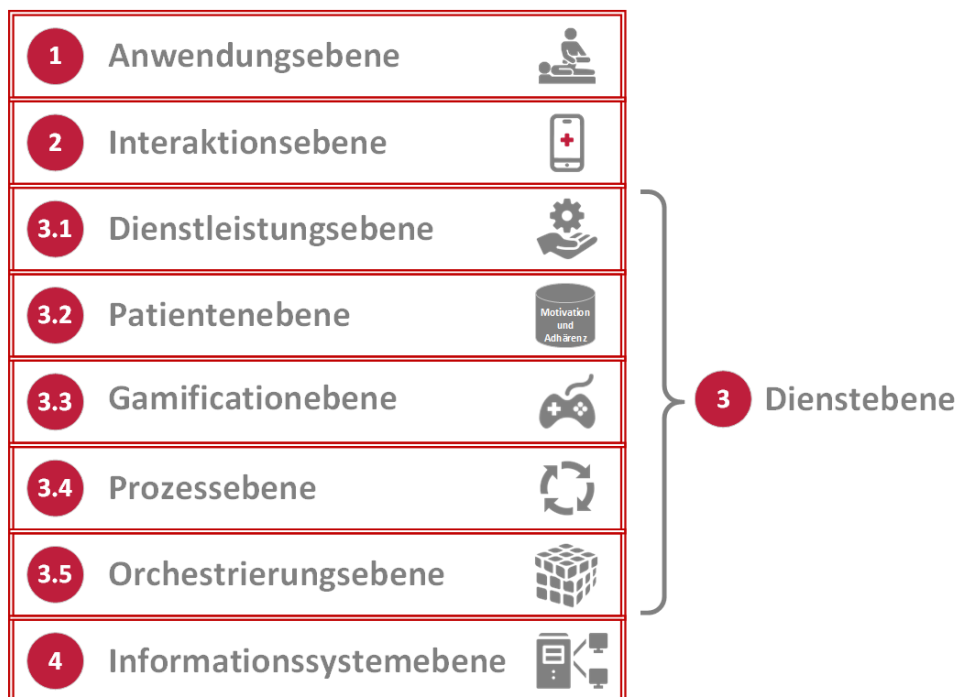 1 Anwendungsebene
2 Interaktionsebene
3.1 Dienstleistungsebene
3.2 Patientenebene
Motivation
und
Adhärenz
3.3 Gamificationebene
3 Dienstebene
3.4 Prozessebene
3.5 Orchestrierungsebene
4 Informationssystemebene